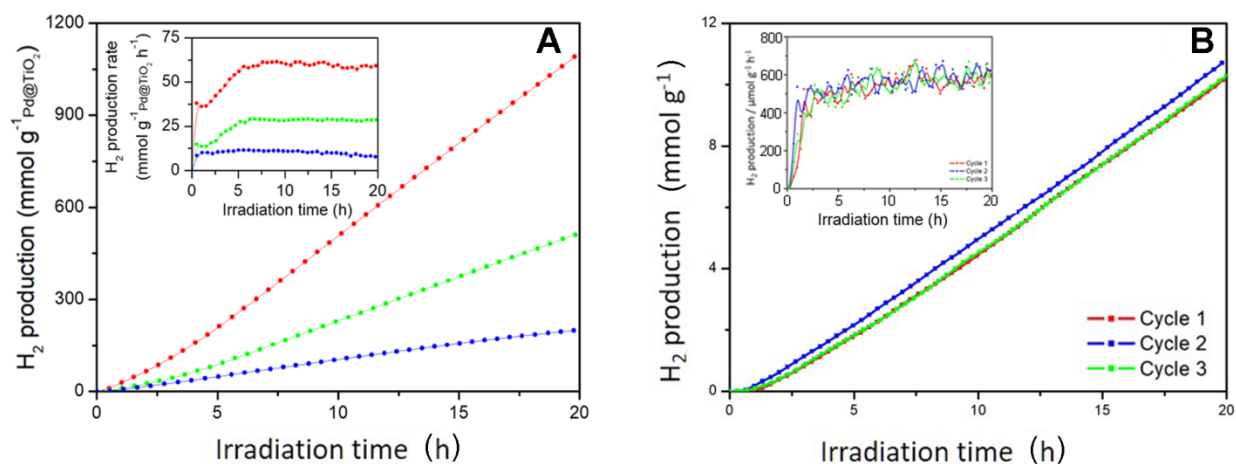 A
H₂ production (mmol g⁻¹ Pd@TiO₂)
1200
900
600
300
0
0 5 10 15 20
Irradiation time (h)
H₂ production rate
(mmol g⁻¹ Pd@TiO₂ h⁻¹)
75
50
25
0
0 5 10 15 20
Irradiation time (h)
B
H₂ production (mmol g⁻¹)
12
8
4
0
0 5 10 15 20
Irradiation time (h)
Cycle 1
Cycle 2
Cycle 3
H₂ production / μmol g⁻¹ h⁻¹
800
600
400
200
0
0 5 10 15 20
Irradiation time (h)
Cycle 1
Cycle 2
Cycle 3